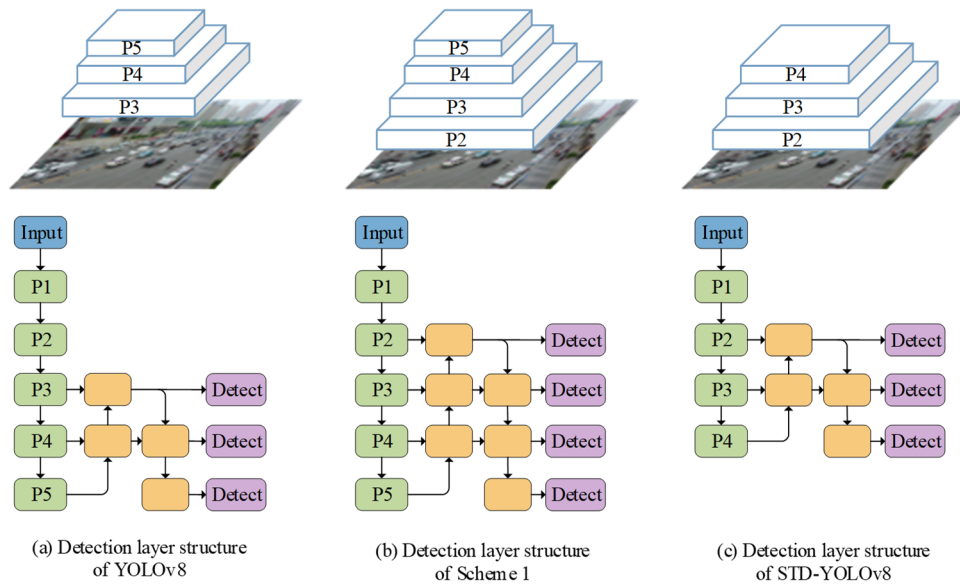 P5
P4
P3
P5
P4
P3
P2
P4
P3
P2
Input
P1
P2
P3
Detect
P4
Detect
P5
Detect
(a) Detection layer structure
of YOLOv8
Input
P1
P2
Detect
P3
Detect
P4
Detect
P5
Detect
(b) Detection layer structure
of Scheme 1
Input
P1
P2
Detect
P3
Detect
P4
Detect
(c) Detection layer structure
of STD-YOLOv8